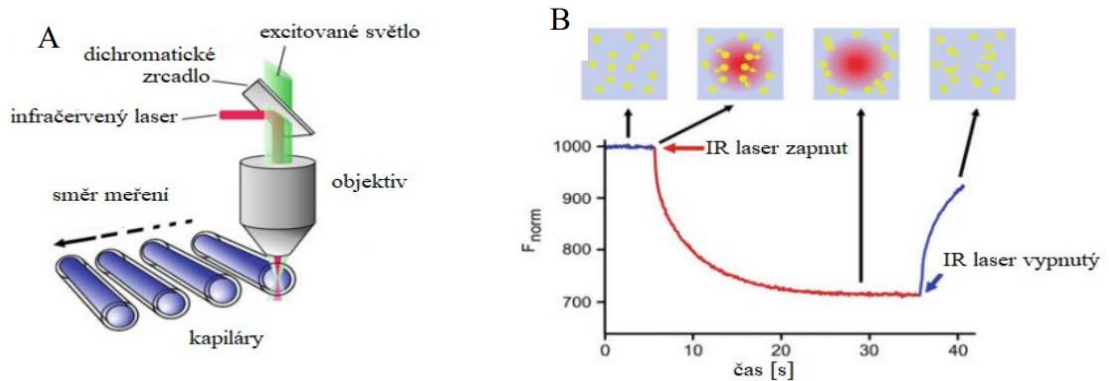 A
excitované světlo
dichromatické
zrcadlo
infračervený laser
objektiv
směr meření
kapiláry
B
IR laser zapnut
IR laser vypnutý
1000
900
800
700
Fnorm
0
10
20
30
40
čas [s]